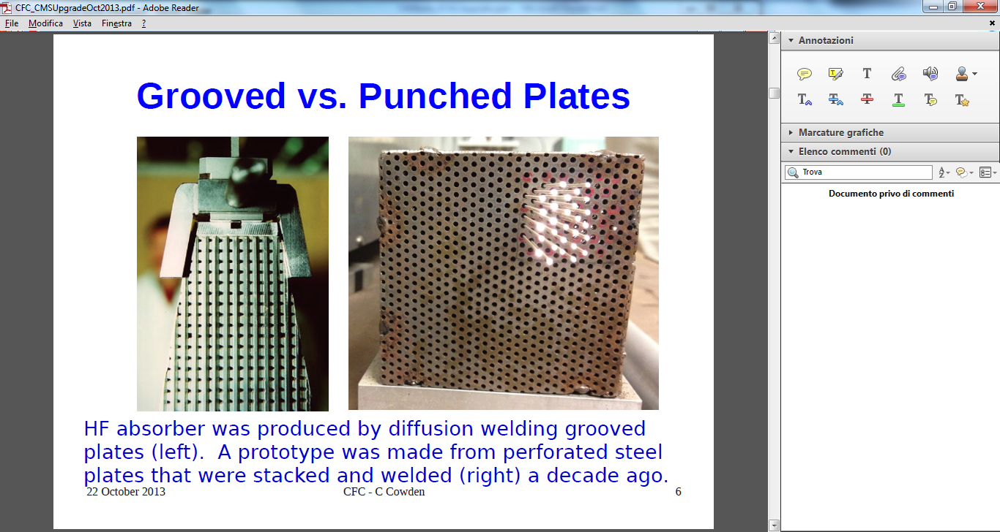 CFC_CMSUpgradeOct2013.pdf - Adobe Reader
File Modifica Vista Finestra ?
Grooved vs. Punched Plates
HF absorber was produced by diffusion welding grooved
plates (left).  A prototype was made from perforated steel
plates that were stacked and welded (right) a decade ago.
22 October 2013 CFC - C Cowden 6
Annotazioni
Marcature grafiche
Elenco commenti (0)
Trova
Documento privo di commenti